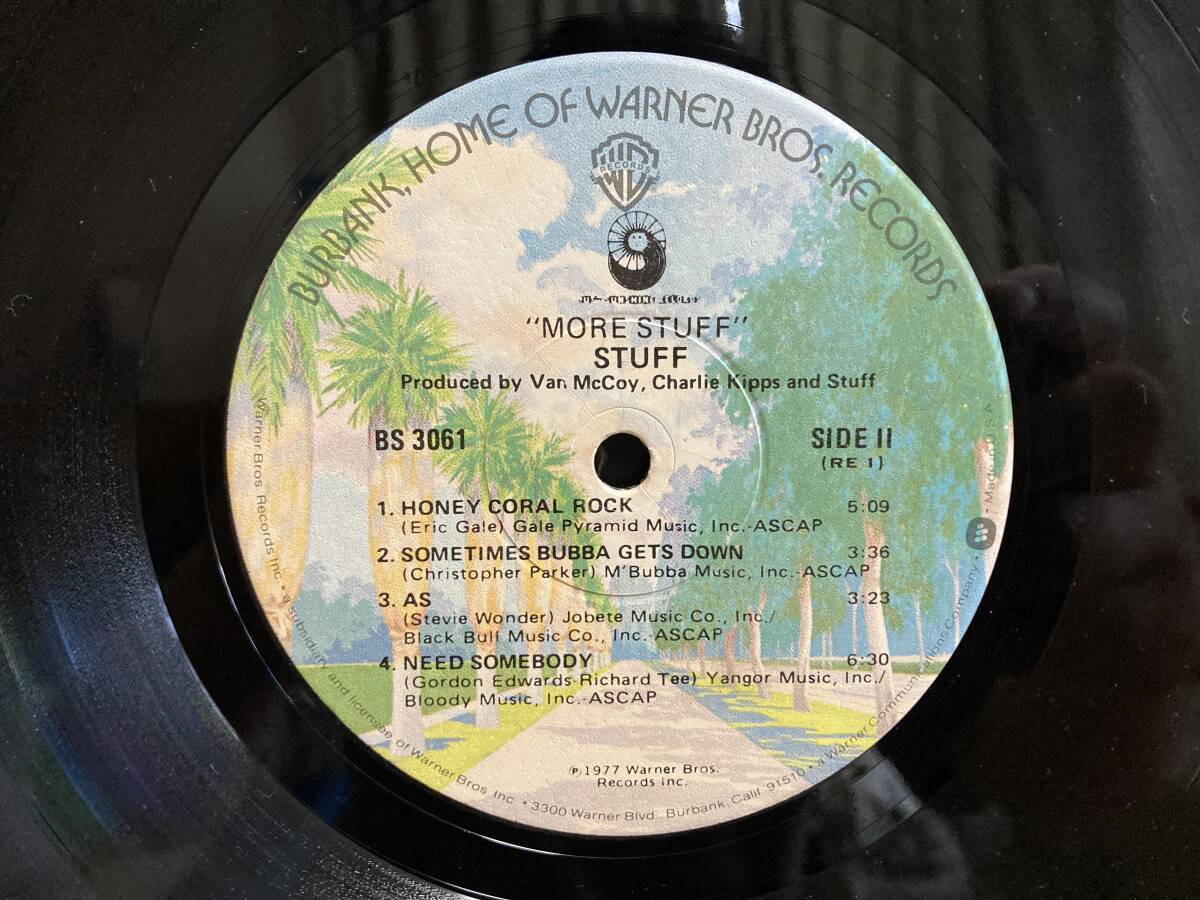 BURBANK, HOME OF WARNER BROS. RECORDS
RECORDS
"MORE STUFF"
STUFF
Produced by Van McCoy, Charlie Kipps and Stuff
BS 3061
SIDE II
(RE 1)
1. HONEY CORAL ROCK 5:09
(Eric Gale) Gale Pyramid Music, Inc.-ASCAP
2. SOMETIMES BUBBA GETS DOWN 3:36
(Christopher Parker) M'Bubba Music, Inc.-ASCAP
3. AS 3:23
(Stevie Wonder) Jobete Music Co., Inc./
Black Bull Music Co., Inc.-ASCAP
4. NEED SOMEBODY 6:30
(Gordon Edwards-Richard Tee) Yangor Music, Inc./
Bloody Music, Inc.-ASCAP
℗ 1977 Warner Bros.
Records Inc.
Warner Bros. Records Inc. • a subsidiary and licensee of Warner Bros. Inc. • 3300 Warner Blvd., Burbank, Calif. 91510 • a Warner Communications Company • Made in U.S.A.